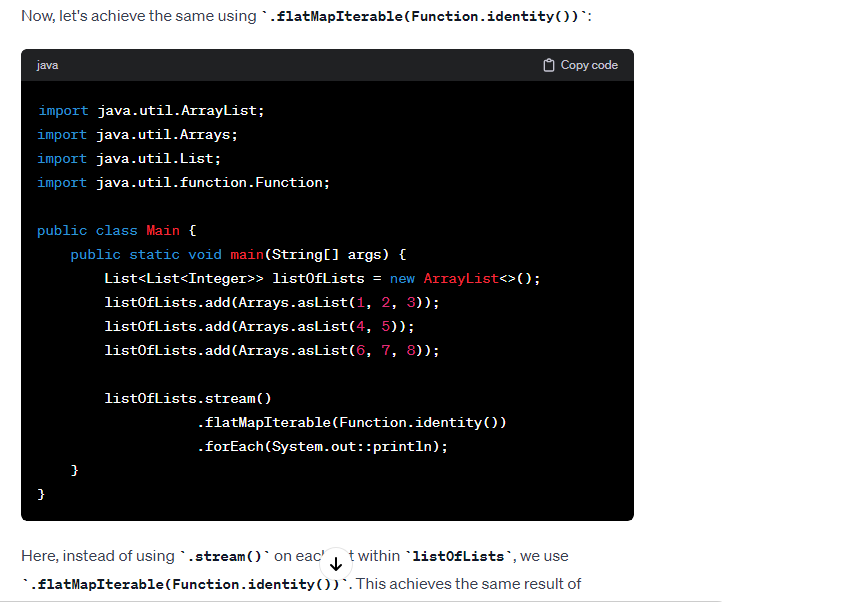 Now, let's achieve the same using `.flatMapIterable(Function.identity())`:
java
Copy code
import java.util.ArrayList;
import java.util.Arrays;
import java.util.List;
import java.util.function.Function;
public class Main {
    public static void main(String[] args) {
        List<List<Integer>> listOfLists = new ArrayList<>();
        listOfLists.add(Arrays.asList(1, 2, 3));
        listOfLists.add(Arrays.asList(4, 5));
        listOfLists.add(Arrays.asList(6, 7, 8));
        listOfLists.stream()
                   .flatMapIterable(Function.identity())
                   .forEach(System.out::println);
    }
}
Here, instead of using `.stream()` on within `listOfLists`, we use
`.flatMapIterable(Function.identity())`. This achieves the same result of